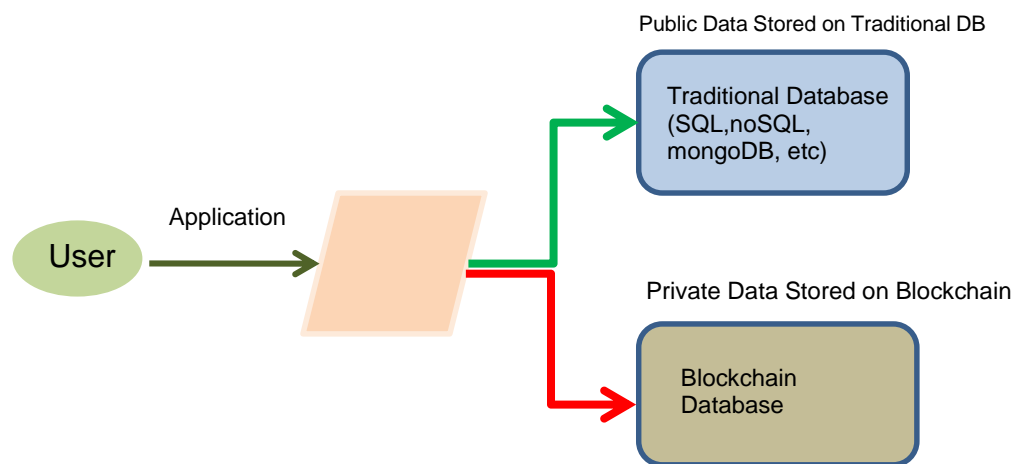 Public Data Stored on Traditional DB
Traditional Database
(SQL,noSQL,
mongoDB, etc)
Application
User
Private Data Stored on Blockchain
Blockchain
Database